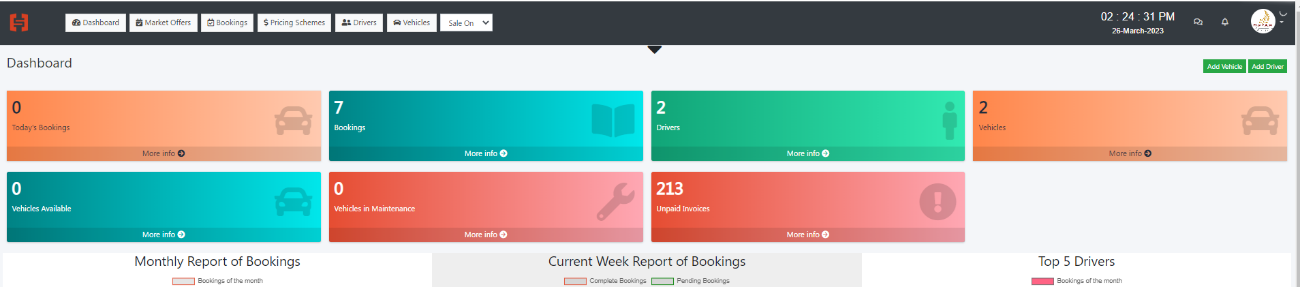 Dashboard
Market Offers
Bookings
$ Pricing Schemes
Drivers
Vehicles
Sale On
02 : 24 : 31 PM
26-March-2023
Dashboard
Add Vehicle
Add Driver
0
Today's Bookings
More info
7
Bookings
More info
2
Drivers
More info
2
Vehicles
More info
0
Vehicles Available
More info
0
Vehicles in Maintenance
More info
213
Unpaid Invoices
More info
Monthly Report of Bookings
Bookings of the month
Current Week Report of Bookings
Complete Bookings
Pending Bookings
Top 5 Drivers
Bookings of the month